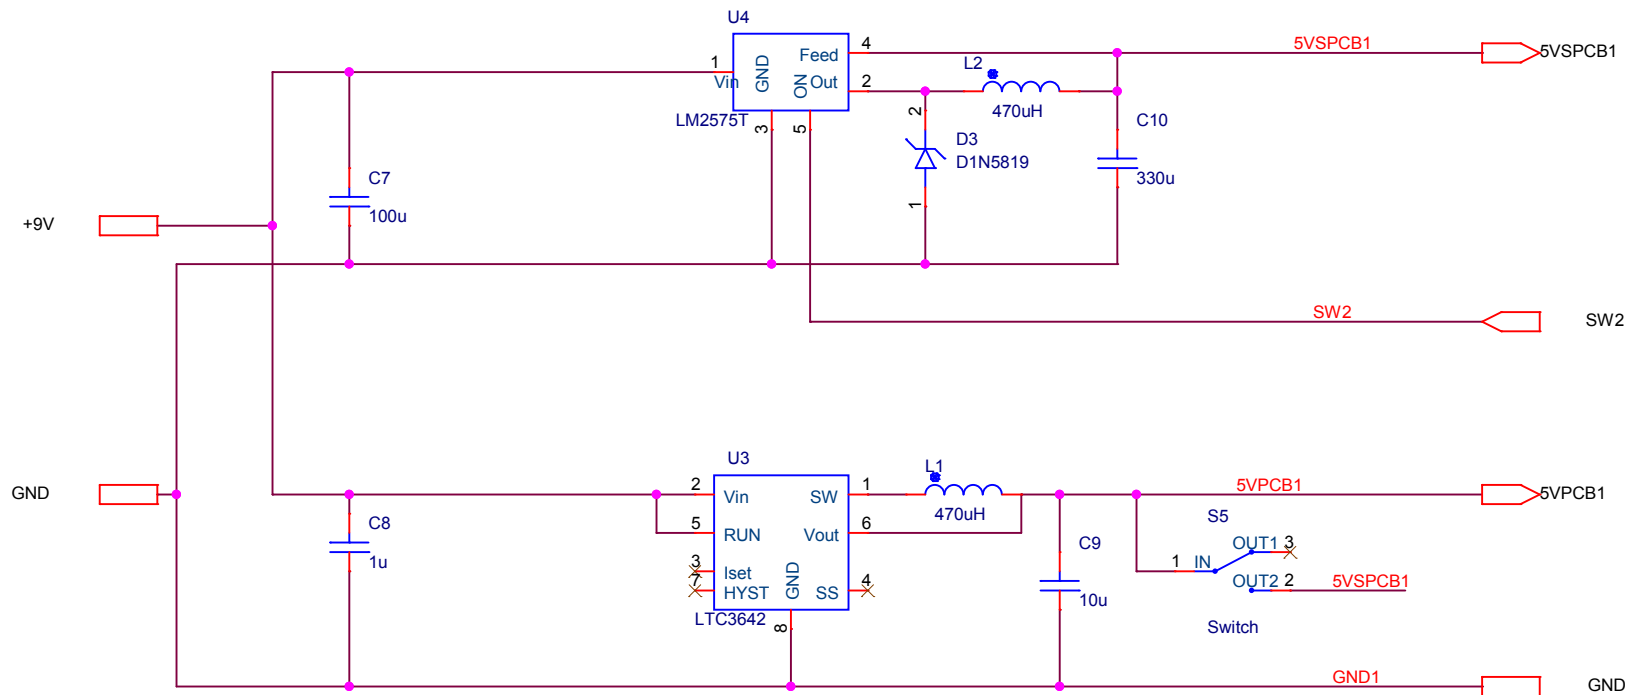 U4
1
Vin
GND
ON
Feed
Out
4
2
3
5
LM2575T
5VSPCB1
5VSPCB1
L2
470uH
2
D3
D1N5819
1
C10
330u
C7
100u
+9V
SW2
SW2
GND
U3
2
Vin
5
RUN
3
Iset
7
HYST
GND
8
SW
1
Vout
6
SS
4
LTC3642
L1
470uH
C8
1u
C9
10u
5VPCB1
5VPCB1
S5
1
IN
OUT1
3
OUT2
2
5VSPCB1
Switch
GND1
GND